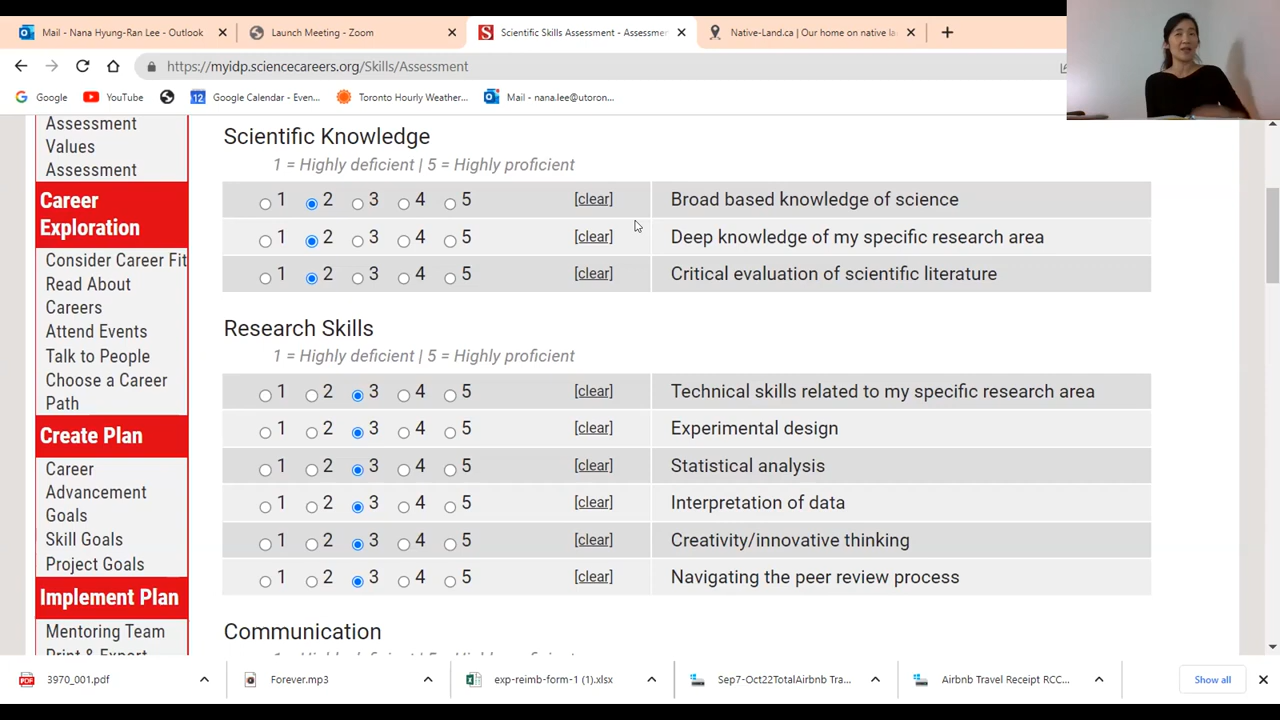 Mail - Nana Hyung-Ran Lee - Outlook
Launch Meeting - Zoom
Scientific Skills Assessment - Assessmer
Native-Land.ca | Our home on native la
https://myidp.sciencecareers.org/Skills/Assessment
Google
YouTube
12
Google Calendar - Even...
Toronto Hourly Weather...
Mail - nana.lee@utoron...
Assessment
Values
Assessment
Career
Exploration
Consider Career Fit
Read About
Careers
Attend Events
Talk to People
Choose a Career
Path
Create Plan
Career
Advancement
Goals
Skill Goals
Project Goals
Implement Plan
Mentoring Team
Print & Export
Scientific Knowledge
1 = Highly deficient | 5 = Highly proficient
1 2 3 4 5 [clear] Broad based knowledge of science
1 2 3 4 5 [clear] Deep knowledge of my specific research area
1 2 3 4 5 [clear] Critical evaluation of scientific literature
Research Skills
1 = Highly deficient | 5 = Highly proficient
1 2 3 4 5 [clear] Technical skills related to my specific research area
1 2 3 4 5 [clear] Experimental design
1 2 3 4 5 [clear] Statistical analysis
1 2 3 4 5 [clear] Interpretation of data
1 2 3 4 5 [clear] Creativity/innovative thinking
1 2 3 4 5 [clear] Navigating the peer review process
Communication
3970_001.pdf
Forever.mp3
exp-reimb-form-1 (1).xlsx
Sep7-Oct22TotalAirbnb Tra...
Airbnb Travel Receipt RCC...
Show all